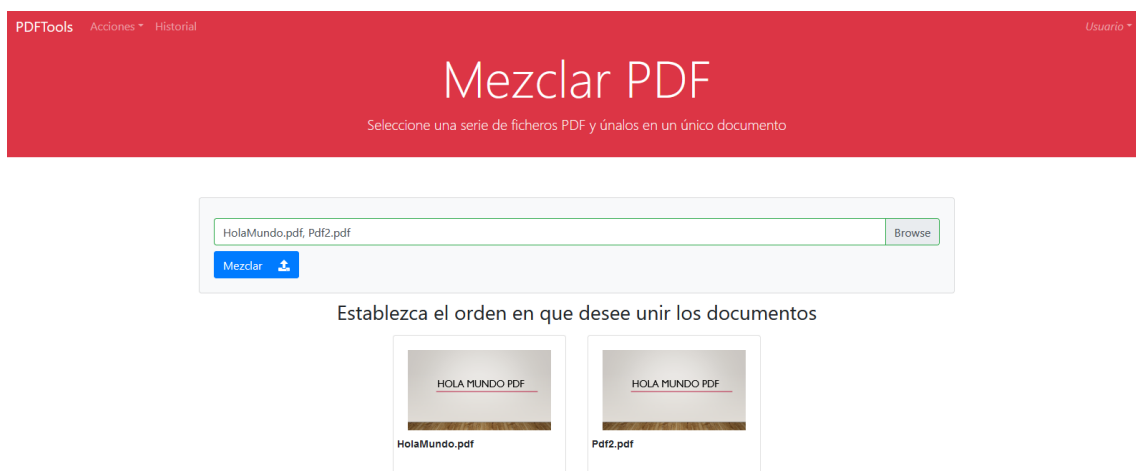 PDFTools Acciones Historial Usuario
Mezclar PDF
Seleccione una serie de ficheros PDF y únalos en un único documento
HolaMundo.pdf, Pdf2.pdf Browse
Mezclar
Establezca el orden en que desee unir los documentos
HOLA MUNDO PDF HOLA MUNDO PDF
HolaMundo.pdf Pdf2.pdf